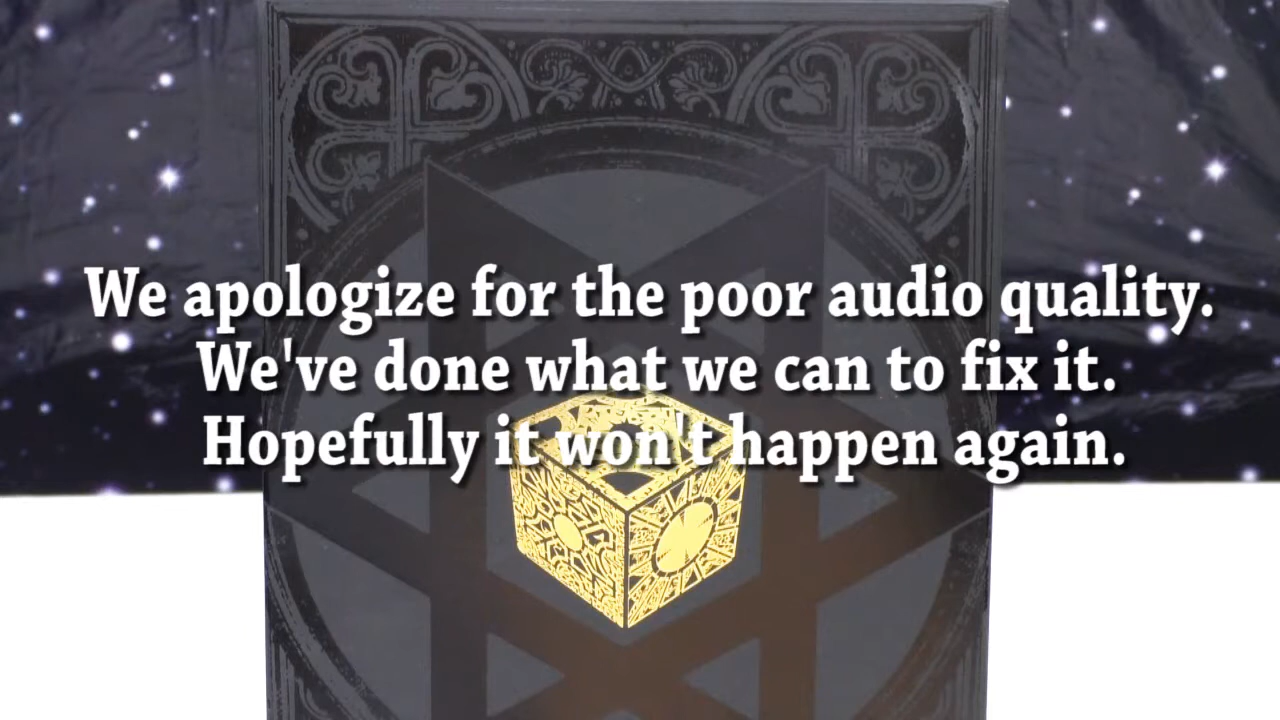 We apologize for the poor audio quality.
We've done what we can to fix it.
Hopefully it won't happen again.